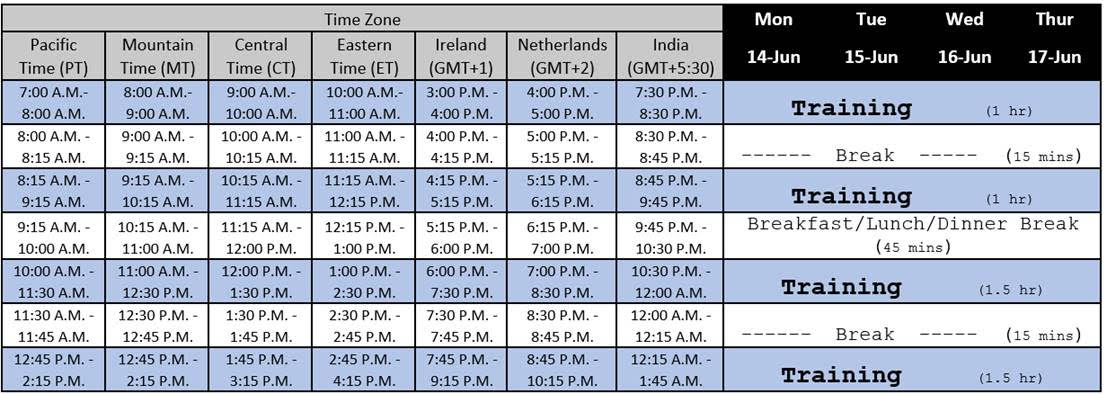 Time Zone
Mon Tue Wed Thur
14-Jun 15-Jun 16-Jun 17-Jun
Pacific Mountain Central Eastern Ireland Netherlands India
Time (PT) Time (MT) Time (CT) Time (ET) (GMT+1) (GMT+2) (GMT+5:30)
7:00 A.M.- 8:00 A.M.- 9:00 A.M.- 10:00 A.M.- 3:00 P.M. - 4:00 P.M. - 7:30 P.M. -
8:00 A.M. 9:00 A.M. 10:00 A.M. 11:00 A.M. 4:00 P.M. 5:00 P.M. 8:30 P.M.
Training (1 hr)
8:00 A.M. - 9:00 A.M. - 10:00 A.M. - 11:00 A.M. - 4:00 P.M. - 5:00 P.M. - 8:30 P.M. -
8:15 A.M. 9:15 A.M. 10:15 A.M. 11:15 A.M. 4:15 P.M. 5:15 P.M. 8:45 P.M.
------ Break ----- (15 mins)
8:15 A.M. - 9:15 A.M. - 10:15 A.M. - 11:15 A.M. - 4:15 P.M. - 5:15 P.M. - 8:45 P.M. -
9:15 A.M. 10:15 A.M. 11:15 A.M. 12:15 P.M. 5:15 P.M. 6:15 P.M. 9:45 P.M.
Training (1 hr)
9:15 A.M. - 10:15 A.M. - 11:15 A.M. - 12:15 P.M. - 5:15 P.M. - 6:15 P.M. - 9:45 P.M. -
10:00 A.M. 11:00 A.M. 12:00 P.M. 1:00 P.M. 6:00 P.M. 7:00 P.M. 10:30 P.M.
Breakfast/Lunch/Dinner Break
(45 mins)
10:00 A.M. - 11:00 A.M. - 12:00 P.M. - 1:00 P.M. - 6:00 P.M. - 7:00 P.M. - 10:30 P.M. -
11:30 A.M. 12:30 P.M. 1:30 P.M. 2:30 P.M. 7:30 P.M. 8:30 P.M. 12:00 A.M.
Training (1.5 hr)
11:30 A.M. - 12:30 P.M. - 1:30 P.M. - 2:30 P.M. - 7:30 P.M. - 8:30 P.M. - 12:00 A.M. -
11:45 A.M. 12:45 P.M. 1:45 P.M. 2:45 P.M. 7:45 P.M. 8:45 P.M. 12:15 A.M.
------ Break ----- (15 mins)
12:45 P.M. - 12:45 P.M. - 1:45 P.M. - 2:45 P.M. - 7:45 P.M. - 8:45 P.M. - 12:15 A.M. -
2:15 P.M. 2:15 P.M. 3:15 P.M. 4:15 P.M. 9:15 P.M. 10:15 P.M. 1:45 A.M.
Training (1.5 hr)